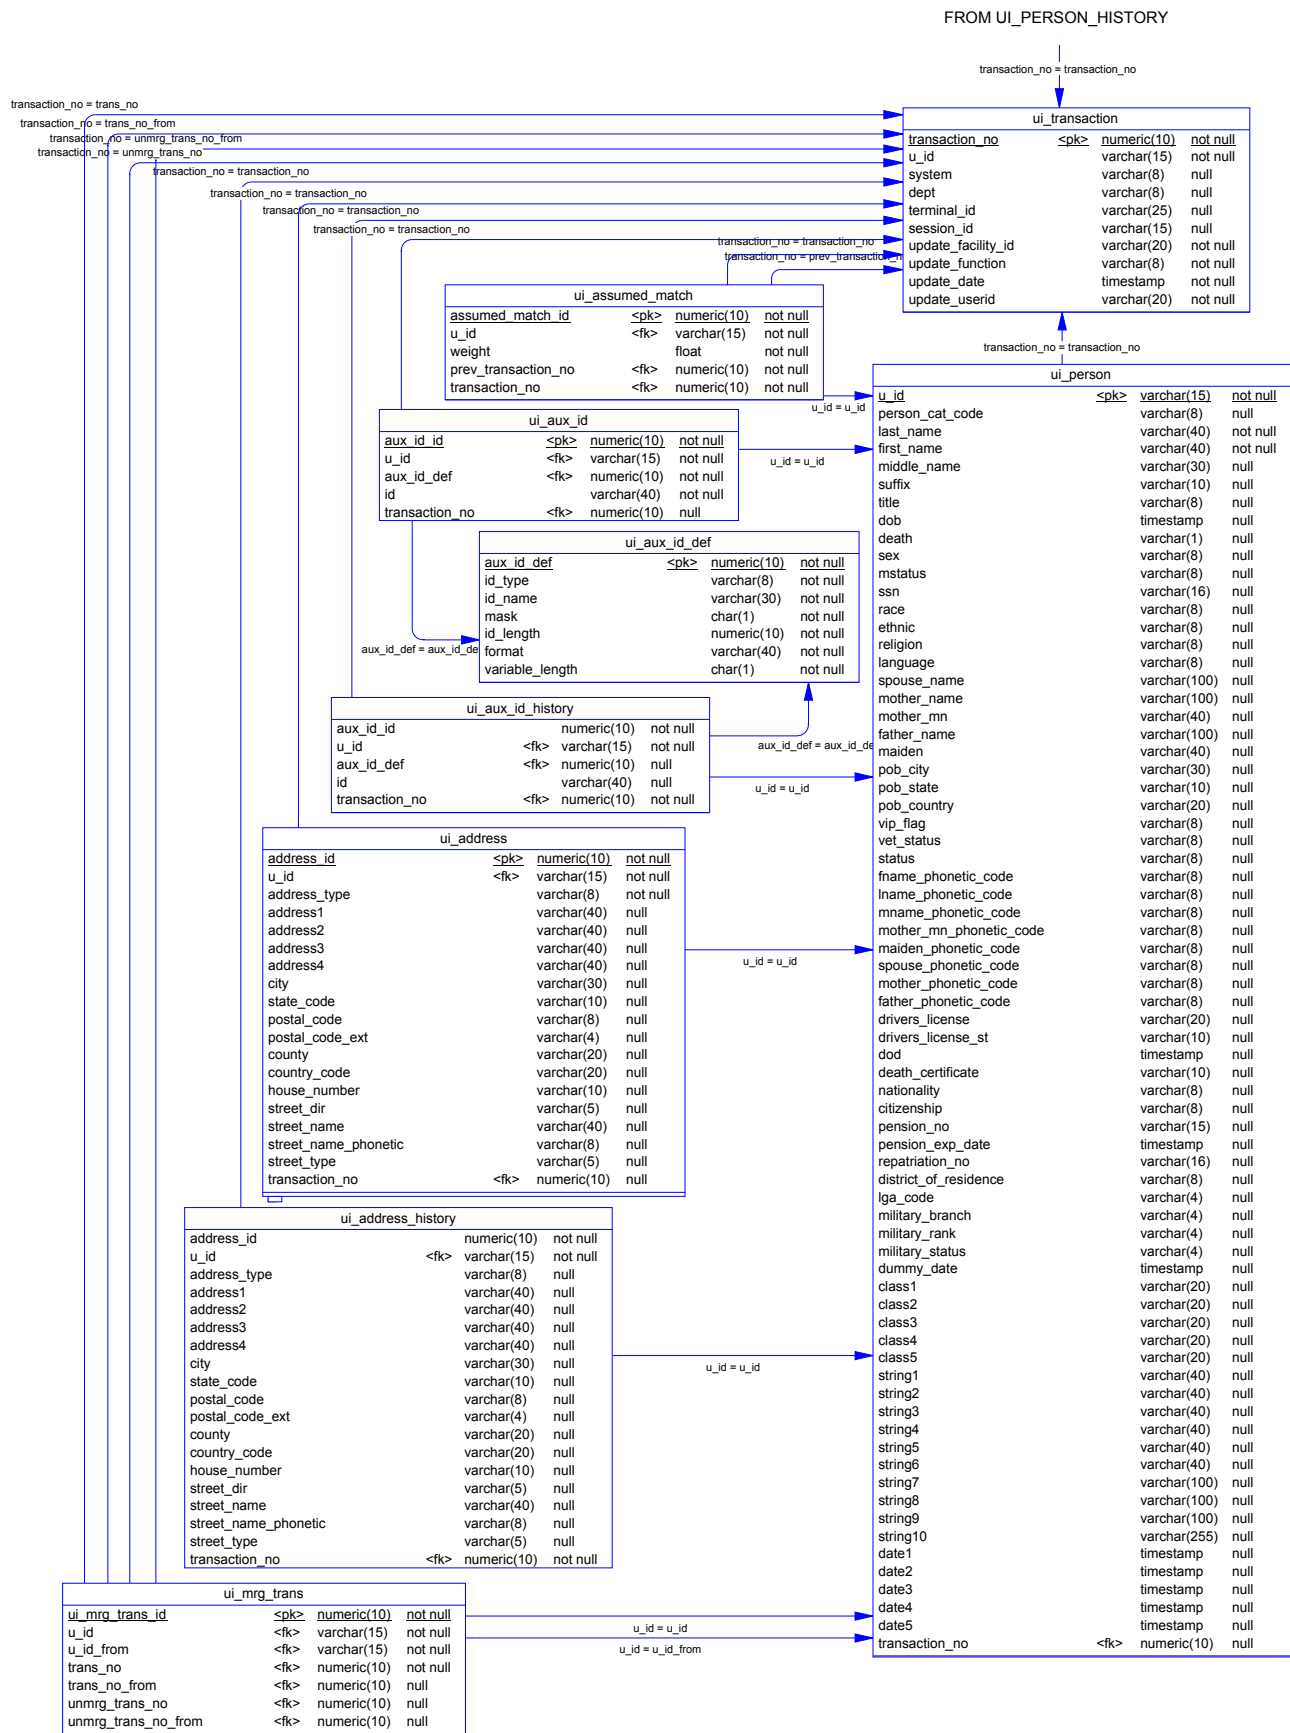 FROM UI_PERSON_HISTORY
transaction_no = transaction_no
transaction_no = trans_no
transaction_no = trans_no_from
transaction_no = unmrg_trans_no_from
transaction_no = unmrg_trans_no
transaction_no = transaction_no
transaction_no = transaction_no
transaction_no = transaction_no
transaction_no = transaction_no
transaction_no = transaction_no
transaction_no = prev_transaction_n
ui_transaction
transaction_no <pk> numeric(10) not null
u_id varchar(15) not null
system varchar(8) null
dept varchar(8) null
terminal_id varchar(25) null
session_id varchar(15) null
update_facility_id varchar(20) not null
update_function varchar(8) not null
update_date timestamp not null
update_userid varchar(20) not null
transaction_no = transaction_no
ui_assumed_match
assumed_match_id <pk> numeric(10) not null
u_id <fk> varchar(15) not null
weight float not null
prev_transaction_no <fk> numeric(10) not null
transaction_no <fk> numeric(10) not null
u_id = u_id
ui_aux_id
aux_id_id <pk> numeric(10) not null
u_id <fk> varchar(15) not null
aux_id_def <fk> numeric(10) not null
id varchar(40) not null
transaction_no <fk> numeric(10) null
u_id = u_id
ui_aux_id_def
aux_id_def <pk> numeric(10) not null
id_type varchar(8) not null
id_name varchar(30) not null
mask char(1) not null
id_length numeric(10) not null
format varchar(40) not null
variable_length char(1) not null
aux_id_def = aux_id_de
ui_aux_id_history
aux_id_id numeric(10) not null
u_id <fk> varchar(15) not null
aux_id_def <fk> numeric(10) null
id varchar(40) null
transaction_no <fk> numeric(10) not null
aux_id_def = aux_id_de
u_id = u_id
ui_address
address_id <pk> numeric(10) not null
u_id <fk> varchar(15) not null
address_type varchar(8) not null
address1 varchar(40) null
address2 varchar(40) null
address3 varchar(40) null
address4 varchar(40) null
city varchar(30) null
state_code varchar(10) null
postal_code varchar(8) null
postal_code_ext varchar(4) null
county varchar(20) null
country_code varchar(20) null
house_number varchar(10) null
street_dir varchar(5) null
street_name varchar(40) null
street_name_phonetic varchar(8) null
street_type varchar(5) null
transaction_no <fk> numeric(10) null
u_id = u_id
ui_address_history
address_id numeric(10) not null
u_id <fk> varchar(15) not null
address_type varchar(8) null
address1 varchar(40) null
address2 varchar(40) null
address3 varchar(40) null
address4 varchar(40) null
city varchar(30) null
state_code varchar(10) null
postal_code varchar(8) null
postal_code_ext varchar(4) null
county varchar(20) null
country_code varchar(20) null
house_number varchar(10) null
street_dir varchar(5) null
street_name varchar(40) null
street_name_phonetic varchar(8) null
street_type varchar(5) null
transaction_no <fk> numeric(10) not null
u_id = u_id
ui_mrg_trans
ui_mrg_trans_id <pk> numeric(10) not null
u_id <fk> varchar(15) not null
u_id_from <fk> varchar(15) not null
trans_no <fk> numeric(10) not null
trans_no_from <fk> numeric(10) null
unmrg_trans_no <fk> numeric(10) null
unmrg_trans_no_from <fk> numeric(10) null
u_id = u_id
u_id = u_id_from
ui_person
u_id <pk> varchar(15) not null
person_cat_code varchar(8) null
last_name varchar(40) not null
first_name varchar(40) not null
middle_name varchar(30) null
suffix varchar(10) null
title varchar(8) null
dob timestamp null
death varchar(1) null
sex varchar(8) null
mstatus varchar(8) null
ssn varchar(16) null
race varchar(8) null
ethnic varchar(8) null
religion varchar(8) null
language varchar(8) null
spouse_name varchar(100) null
mother_name varchar(100) null
mother_mn varchar(40) null
father_name varchar(100) null
maiden varchar(40) null
pob_city varchar(30) null
pob_state varchar(10) null
pob_country varchar(20) null
vip_flag varchar(8) null
vet_status varchar(8) null
status varchar(8) null
fname_phonetic_code varchar(8) null
lname_phonetic_code varchar(8) null
mname_phonetic_code varchar(8) null
mother_mn_phonetic_code varchar(8) null
maiden_phonetic_code varchar(8) null
spouse_phonetic_code varchar(8) null
mother_phonetic_code varchar(8) null
father_phonetic_code varchar(8) null
drivers_license varchar(20) null
drivers_license_st varchar(10) null
dod timestamp null
death_certificate varchar(10) null
nationality varchar(8) null
citizenship varchar(8) null
pension_no varchar(15) null
pension_exp_date timestamp null
repatriation_no varchar(16) null
district_of_residence varchar(8) null
lga_code varchar(4) null
military_branch varchar(4) null
military_rank varchar(4) null
military_status varchar(4) null
dummy_date timestamp null
class1 varchar(20) null
class2 varchar(20) null
class3 varchar(20) null
class4 varchar(20) null
class5 varchar(20) null
string1 varchar(40) null
string2 varchar(40) null
string3 varchar(40) null
string4 varchar(40) null
string5 varchar(40) null
string6 varchar(40) null
string7 varchar(100) null
string8 varchar(100) null
string9 varchar(100) null
string10 varchar(255) null
date1 timestamp null
date2 timestamp null
date3 timestamp null
date4 timestamp null
date5 timestamp null
transaction_no <fk> numeric(10) null